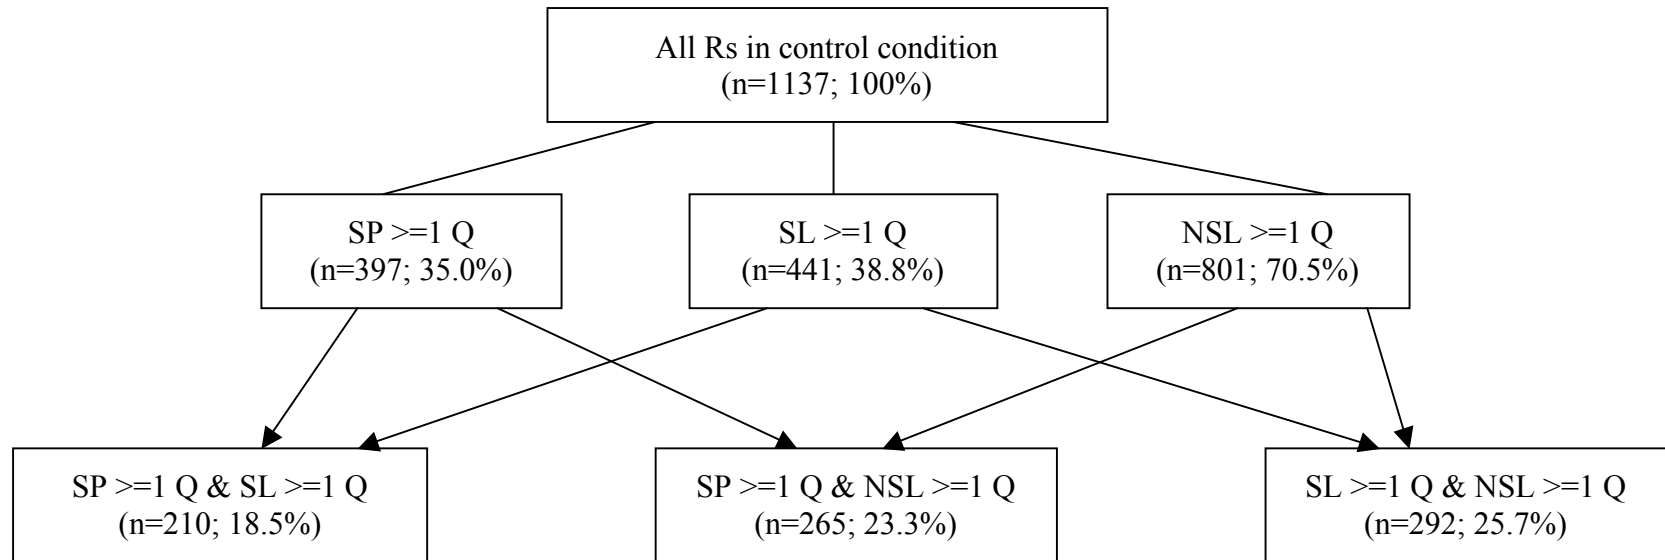 All Rs in control condition
(n=1137; 100%)
SP >=1 Q
(n=397; 35.0%)
SL >=1 Q
(n=441; 38.8%)
NSL >=1 Q
(n=801; 70.5%)
SP >=1 Q & SL >=1 Q
(n=210; 18.5%)
SP >=1 Q & NSL >=1 Q
(n=265; 23.3%)
SL >=1 Q & NSL >=1 Q
(n=292; 25.7%)